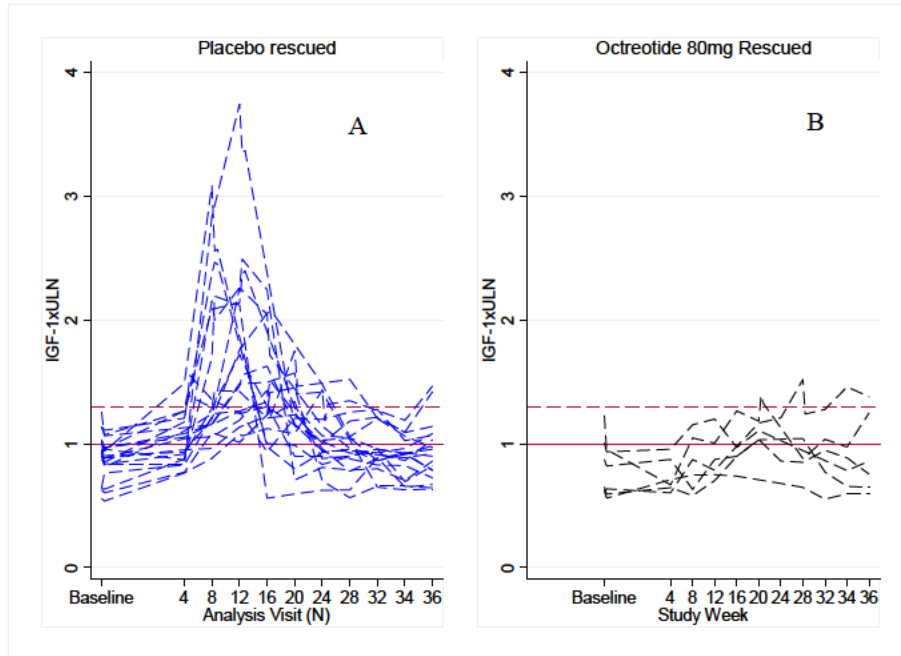 Placebo rescued
A
4
3
2
1
0
IGF-1xULN
Baseline 4 8 12 16 20 24 28 32 34 36
Analysis Visit (N)
Octreotide 80mg Rescued
B
4
3
2
1
0
IGF-1xULN
Baseline 4 8 12 16 20 24 28 32 34 36
Study Week